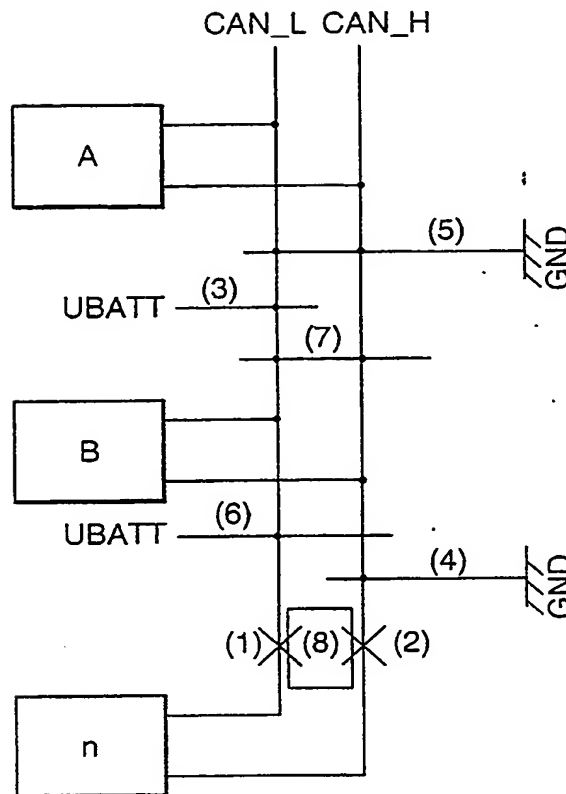 CAN_L CAN_H
A
(5)
GND
UBATT (3)
(7)
B
UBATT (6)
(4)
GND
(1) (8) (2)
n